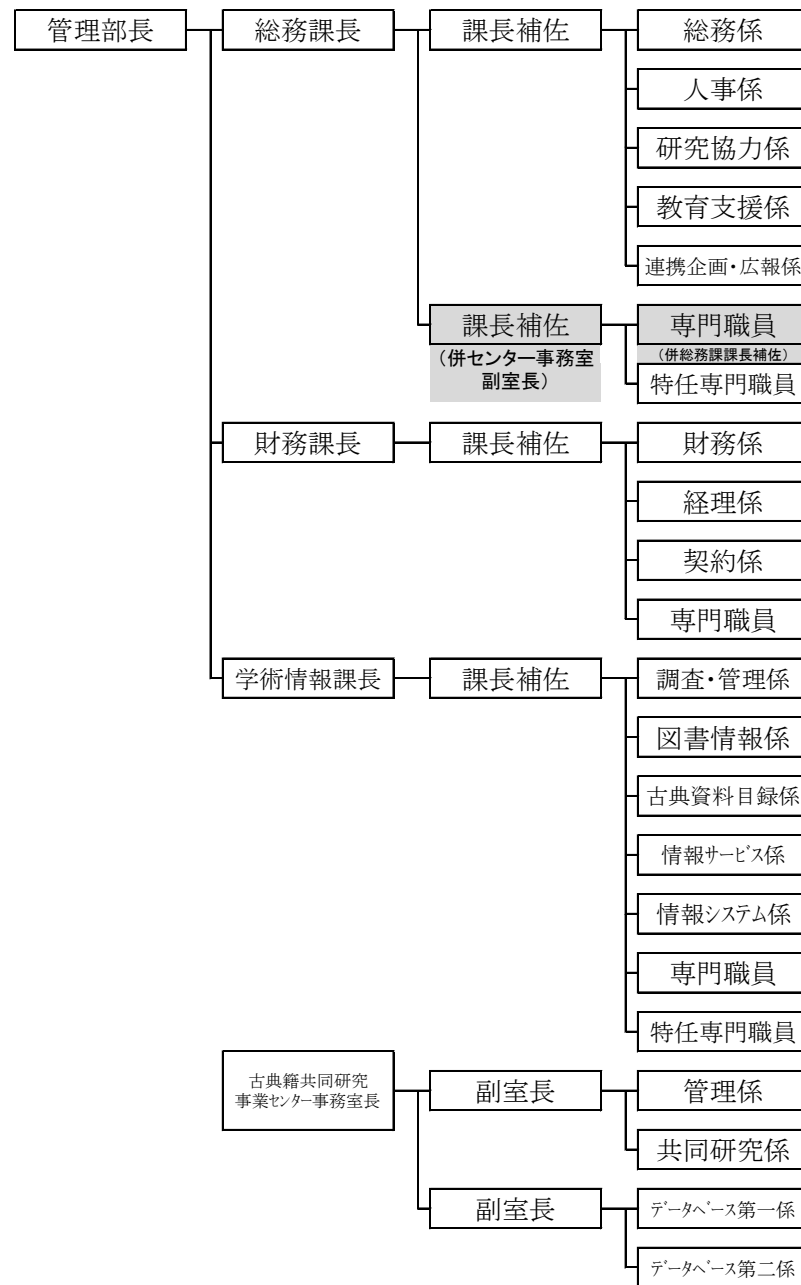 管理部長
総務課長
課長補佐
総務係
人事係
研究協力係
教育支援係
連携企画・広報係
課長補佐
（併センター事務室
副室長）
専門職員
（併総務課課長補佐）
特任専門職員
財務課長
課長補佐
財務係
経理係
契約係
専門職員
学術情報課長
課長補佐
調査・管理係
図書情報係
古典資料目録係
情報サービス係
情報システム係
専門職員
特任専門職員
古典籍共同研究
事業センター事務室長
副室長
管理係
共同研究係
副室長
データベース第一係
データベース第二係